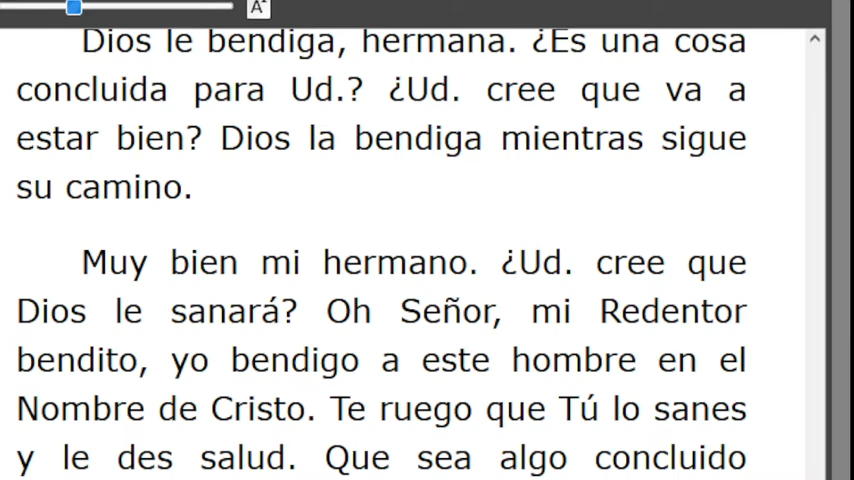 A
Dios le bendiga, hermana. ¿Es una cosa
concluida para Ud.? ¿Ud. cree que va a
estar bien? Dios la bendiga mientras sigue
su camino.
Muy bien mi hermano. ¿Ud. cree que
Dios le sanará? Oh Señor, mi Redentor
bendito, yo bendigo a este hombre en el
Nombre de Cristo. Te ruego que Tú lo sanes
y le des salud. Que sea algo concluido